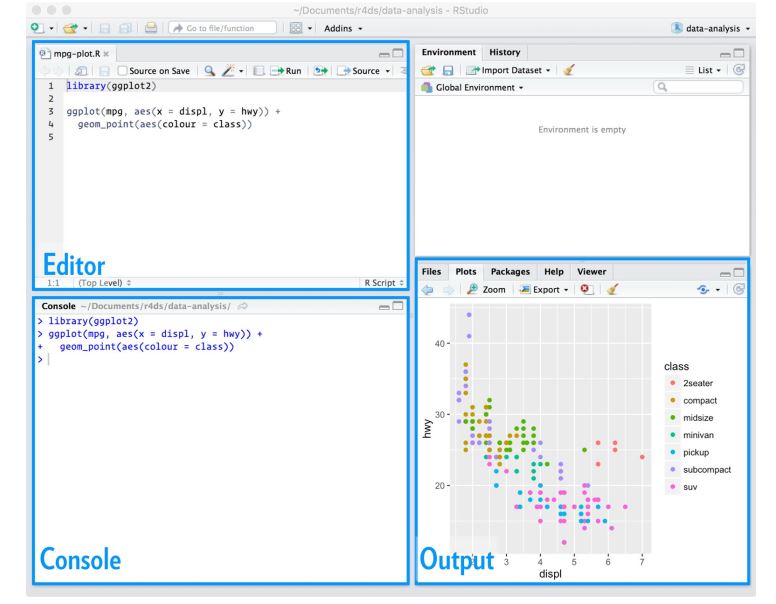 ~/Documents/r4ds/data-analysis - RStudio
Go to file/function
Addins
data-analysis
mpg-plot.R
Source on Save
Run
Source
1 library(ggplot2)
2
3 ggplot(mpg, aes(x = displ, y = hwy)) +
4 geom_point(aes(colour = class))
5
Editor
1:1 (Top Level) R Script
Console ~/Documents/r4ds/data-analysis/
> library(ggplot2)
> ggplot(mpg, aes(x = displ, y = hwy)) +
+ geom_point(aes(colour = class))
>
Console
Environment History
Import Dataset List
Global Environment
Environment is empty
Files Plots Packages Help Viewer
Zoom Export
40
30
20
hwy
3 4 5 6 7
displ
class
2seater
compact
midsize
minivan
pickup
subcompact
suv
Output